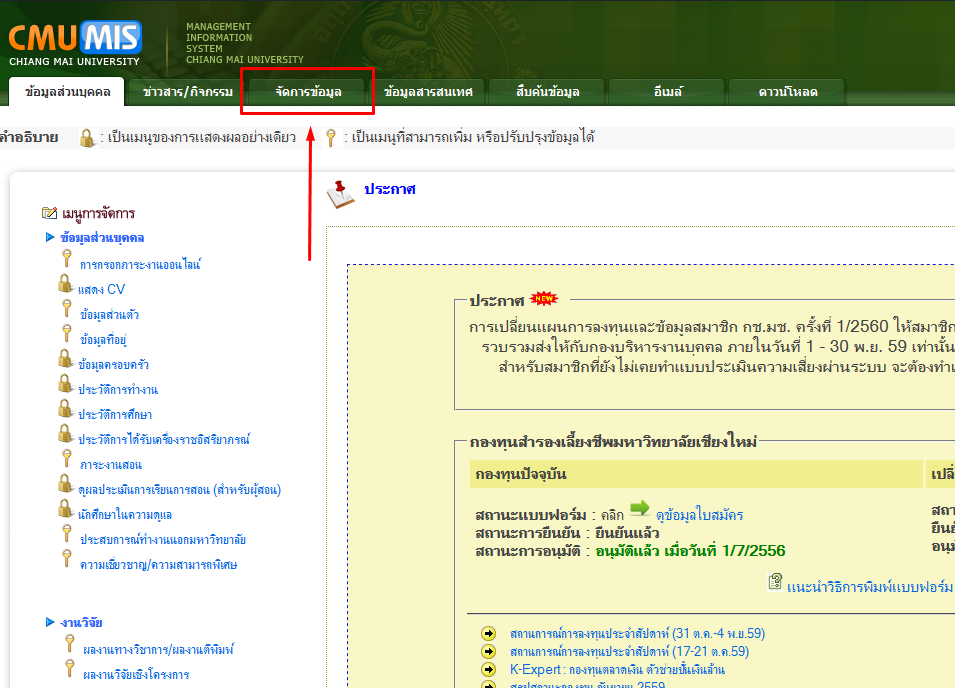 CMU MIS
CHIANG MAI UNIVERSITY
MANAGEMENT
INFORMATION
SYSTEM
CHIANG MAI UNIVERSITY
ข้อมูลส่วนบุคคล ข่าวสาร/กิจกรรม จัดการข้อมูล ข้อมูลสารสนเทศ สืบค้นข้อมูล อีเมล์ ดาวน์โหลด
คำอธิบาย : เป็นเมนูของการแสดงผลอย่างเดียว : เป็นเมนูที่สามารถเพิ่ม หรือปรับปรุงข้อมูลได้
เมนูการจัดการ
ข้อมูลส่วนบุคคล
การกรอกภาระงานออนไลน์
แสดง CV
ข้อมูลส่วนตัว
ข้อมูลที่อยู่
ข้อมูลครอบครัว
ประวัติการทำงาน
ประวัติการศึกษา
ประวัติการได้รับเครื่องราชอิสริยาภรณ์
ภาระงานสอน
ดูผลประเมินการเรียนการสอน (สำหรับผู้สอน)
นักศึกษาในความดูแล
ประสบการณ์ทำงานนอกมหาวิทยาลัย
ความเชี่ยวชาญ/ความสามารถพิเศษ
งานวิจัย
ผลงานทางวิชาการ/ผลงานตีพิมพ์
ผลงานวิจัยเชิงโครงการ
ประกาศ
ประกาศ NEW
การเปลี่ยนแผนการลงทุนและข้อมูลสมาชิก กช.มช. ครั้งที่ 1/2560 ให้สมาชิก
รวบรวมส่งให้กับกองบริหารงานบุคคล ภายในวันที่ 1 - 30 พ.ย. 59 เท่านั้น
สำหรับสมาชิกที่ยังไม่เคยทำแบบประเมินความเสี่ยงผ่านระบบ จะต้องทำ
กองทุนสำรองเลี้ยงชีพมหาวิทยาลัยเชียงใหม่
กองทุนปัจจุบัน
สถานะแบบฟอร์ม : คลิก ดูข้อมูลใบสมัคร
สถานะการยืนยัน : ยืนยันแล้ว
สถานะการอนุมัติ : อนุมัติแล้ว เมื่อวันที่ 1/7/2556
แนะนำวิธีการพิมพ์แบบฟอร์ม
สถานการณ์การลงทุนประจำสัปดาห์ (31 ต.ค.-4 พ.ย.59)
สถานการณ์การลงทุนประจำสัปดาห์ (17-21 ต.ค.59)
K-Expert : กองทุนตลาดเงิน ตัวช่วยปั้นเงินล้าน